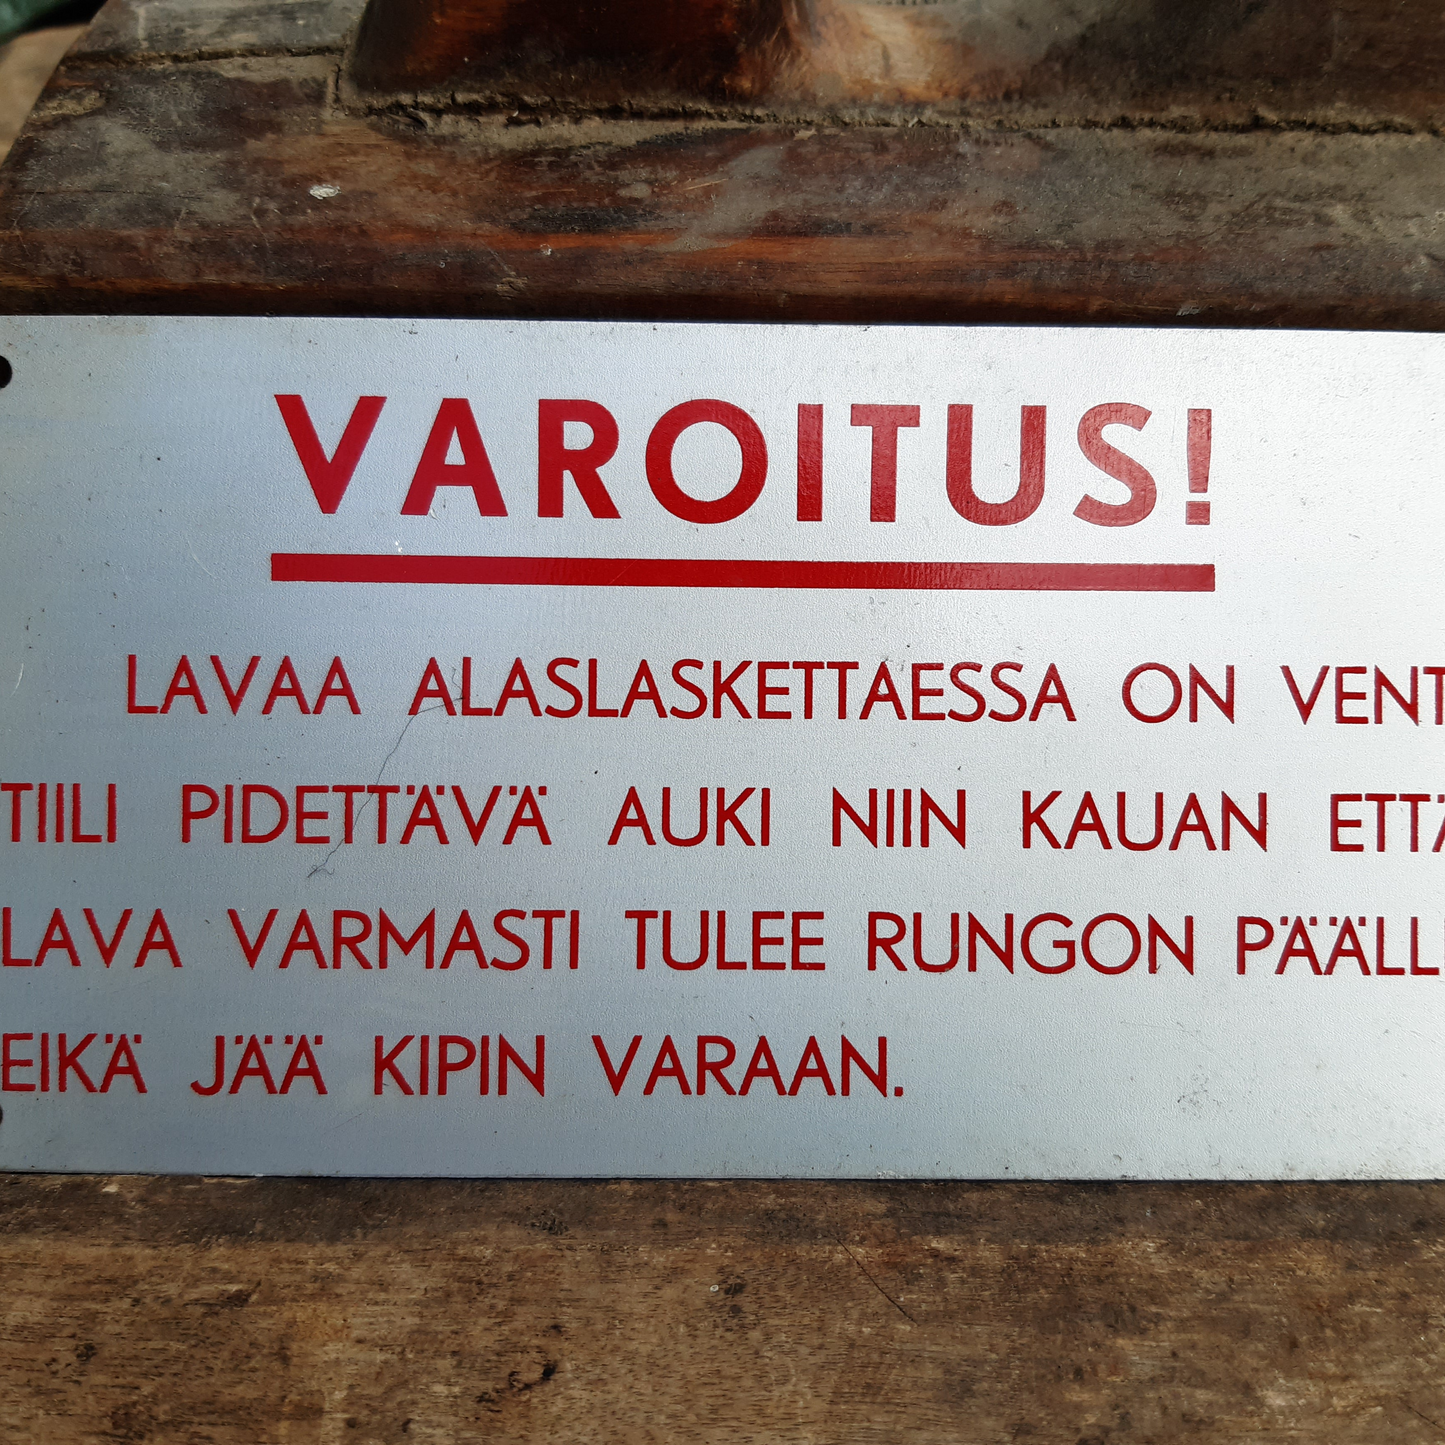 VAROITUS!
LAVAA ALASLASKETTAESSA ON VENT
TIILI PIDETTÄVÄ AUKI NIIN KAUAN ETTÄ
LAVA VARMASTI TULEE RUNGON PÄÄLL
EIKÄ JÄÄ KIPIN VARAAN.